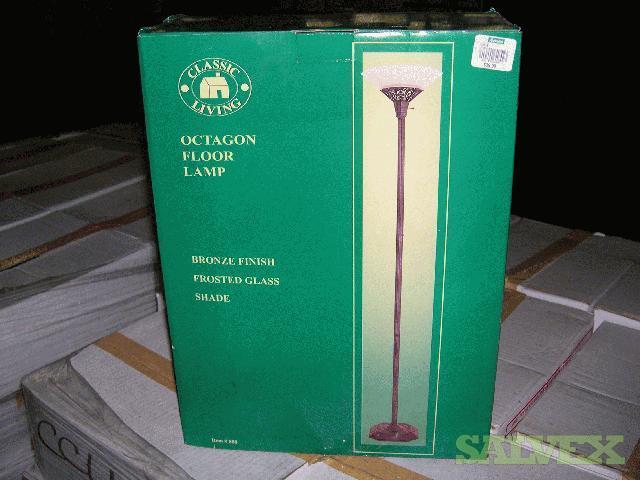 CLASSIC
LIVING
OCTAGON
FLOOR
LAMP
BRONZE FINISH
FROSTED GLASS
SHADE
SALVEX